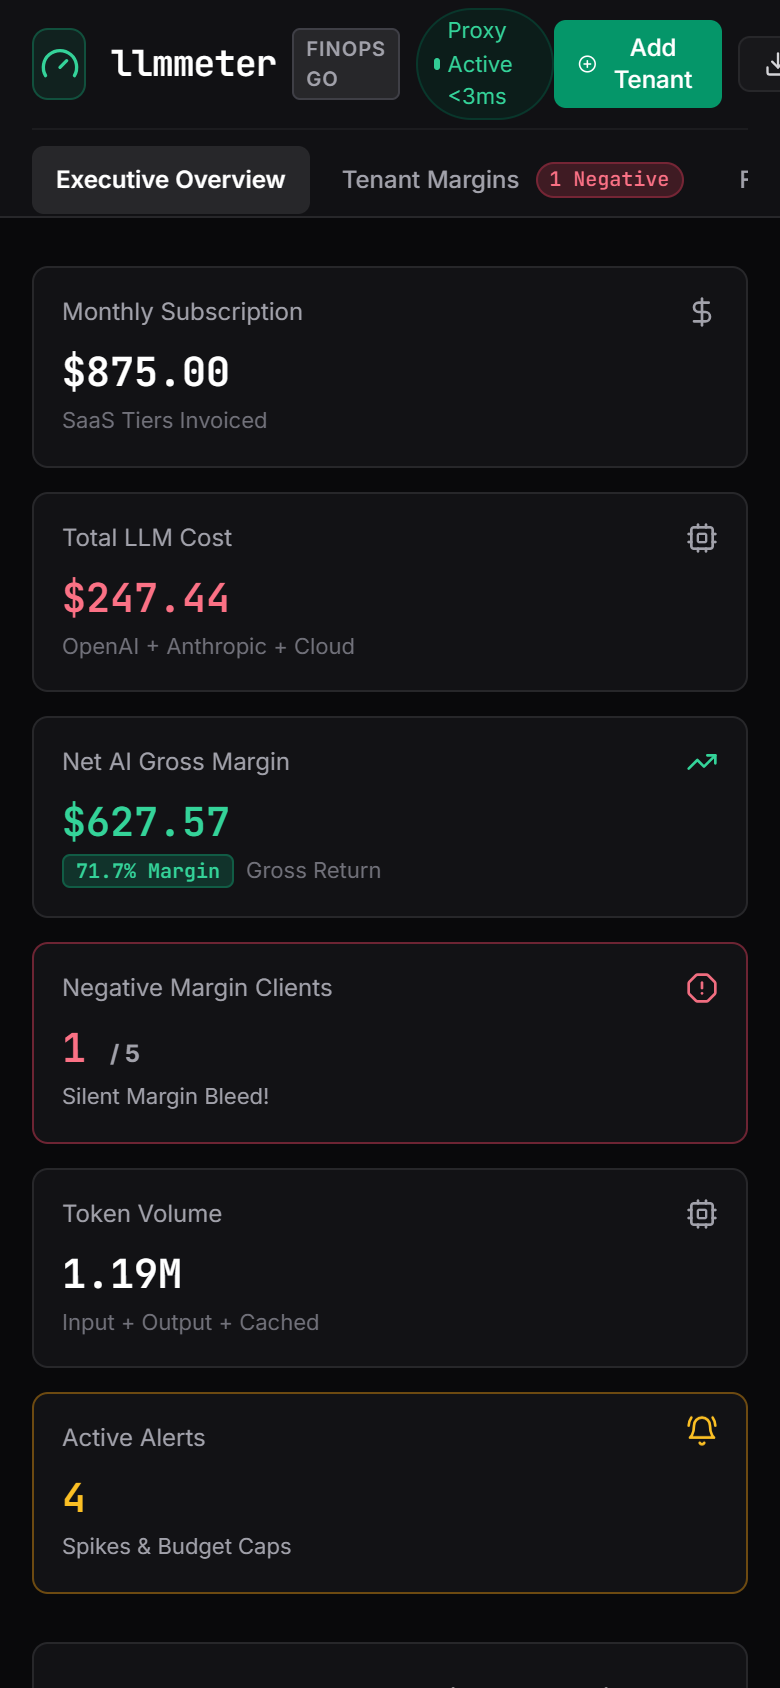 llmmeter
FINOPS
GO
Proxy
Active
<3ms
Add
Tenant
Executive Overview
Tenant Margins
1 Negative
Monthly Subscription
$875.00
SaaS Tiers Invoiced
Total LLM Cost
$247.44
OpenAI + Anthropic + Cloud
Net AI Gross Margin
$627.57
71.7% Margin
Gross Return
Negative Margin Clients
1 / 5
Silent Margin Bleed!
Token Volume
1.19M
Input + Output + Cached
Active Alerts
4
Spikes & Budget Caps